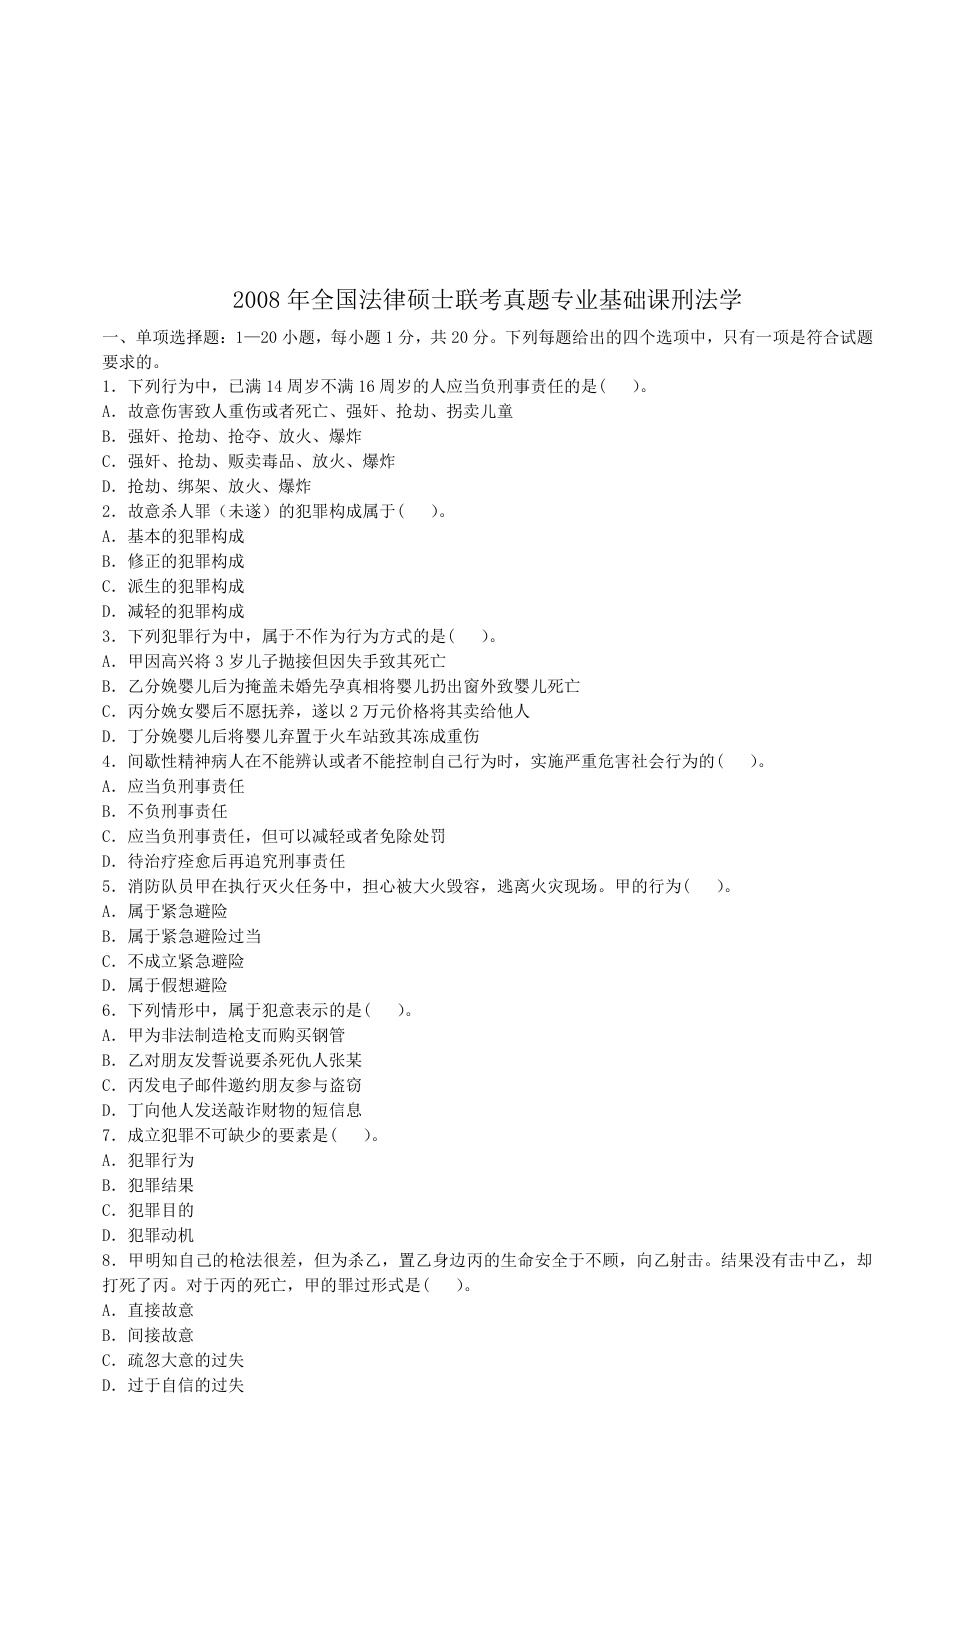 2008 年全国法律硕士联考真题专业基础课刑法学
一、单项选择题：1—20 小题，每小题 1 分，共 20 分。下列每题给出的四个选项中，只有一项是符合试题
要求的。
1．下列行为中，已满 14 周岁不满 16 周岁的人应当负刑事责任的是(　 )。
A．故意伤害致人重伤或者死亡、强奸、抢劫、拐卖儿童
B．强奸、抢劫、抢夺、放火、爆炸
C．强奸、抢劫、贩卖毒品、放火、爆炸
D．抢劫、绑架、放火、爆炸
2．故意杀人罪（未遂）的犯罪构成属于(　 )。
A．基本的犯罪构成
B．修正的犯罪构成
C．派生的犯罪构成
D．减轻的犯罪构成
3．下列犯罪行为中，属于不作为行为方式的是(　 )。
A．甲因高兴将 3 岁儿子抛接但因失手致其死亡
B．乙分娩婴儿后为掩盖未婚先孕真相将婴儿扔出窗外致婴儿死亡
C．丙分娩女婴后不愿抚养，遂以 2 万元价格将其卖给他人
D．丁分娩婴儿后将婴儿弃置于火车站致其冻成重伤
4．间歇性精神病人在不能辨认或者不能控制自己行为时，实施严重危害社会行为的(　 )。
A．应当负刑事责任
B．不负刑事责任
C．应当负刑事责任，但可以减轻或者免除处罚
D．待治疗痊愈后再追究刑事责任
5．消防队员甲在执行灭火任务中，担心被大火毁容，逃离火灾现场。甲的行为(　 )。
A．属于紧急避险
B．属于紧急避险过当
C．不成立紧急避险
D．属于假想避险
6．下列情形中，属于犯意表示的是(　 )。
A．甲为非法制造枪支而购买钢管
B．乙对朋友发誓说要杀死仇人张某
C．丙发电子邮件邀约朋友参与盗窃
D．丁向他人发送敲诈财物的短信息
7．成立犯罪不可缺少的要素是(　 )。
A．犯罪行为
B．犯罪结果
C．犯罪目的
D．犯罪动机
8．甲明知自己的枪法很差，但为杀乙，置乙身边丙的生命安全于不顾，向乙射击。结果没有击中乙，却
打死了丙。对于丙的死亡，甲的罪过形式是(　 )。
A．直接故意
B．间接故意
C．疏忽大意的过失
D．过于自信的过失